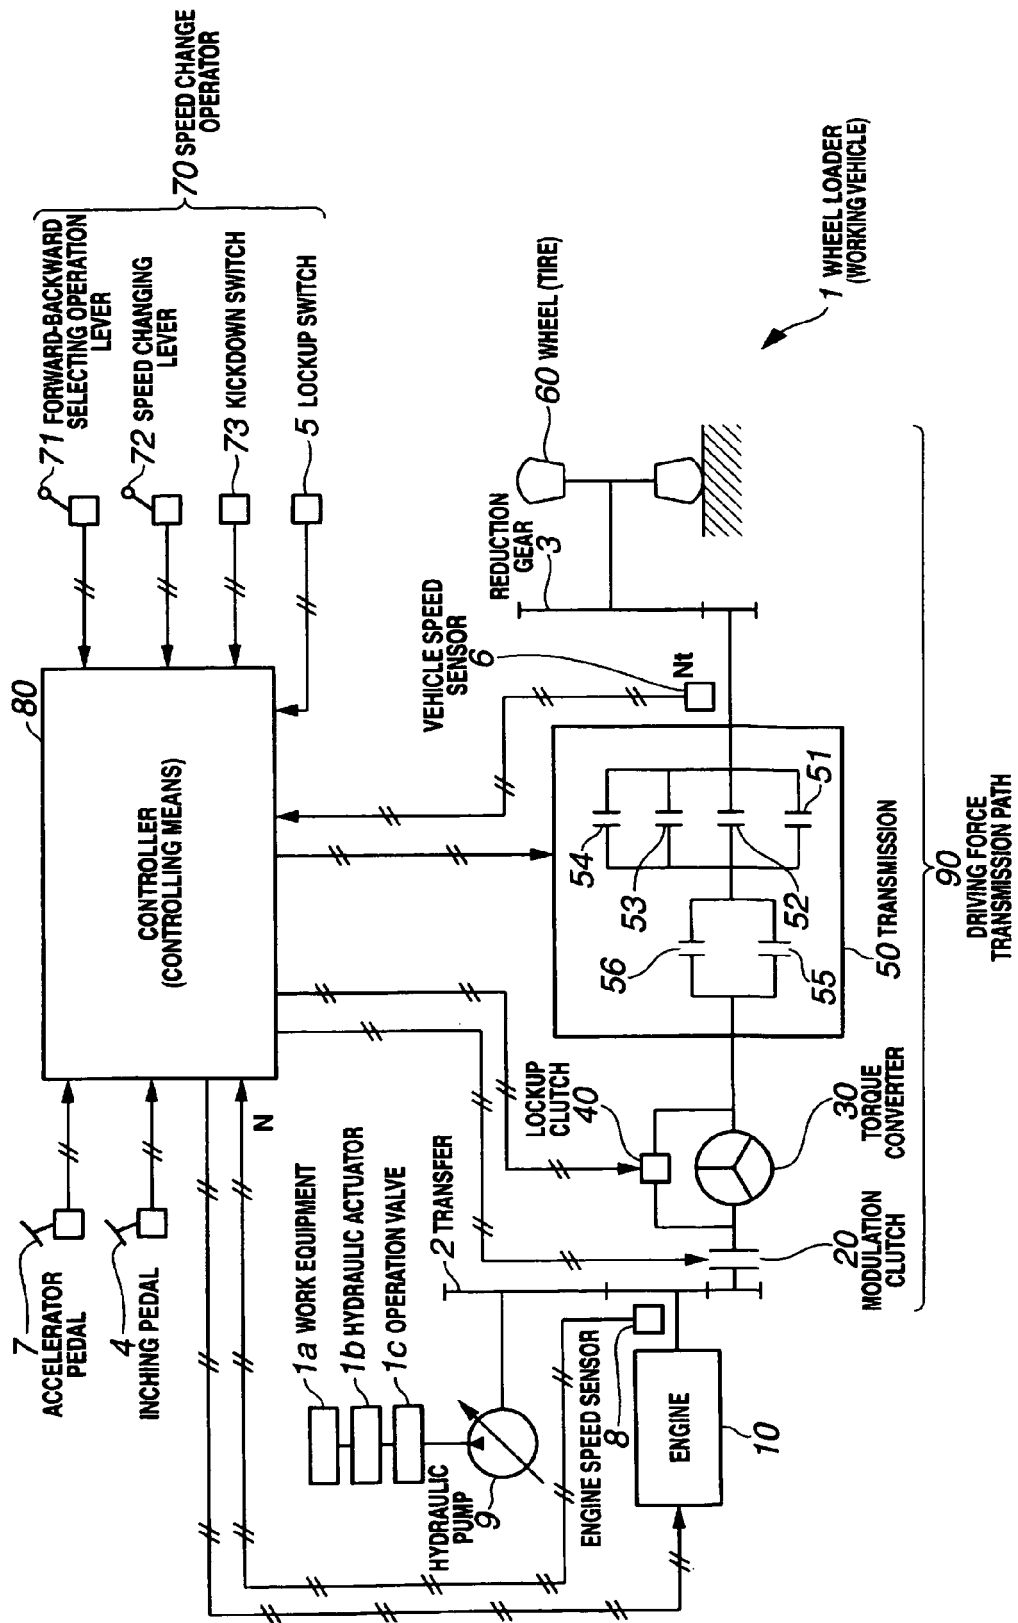 70 SPEED CHANGE
OPERATOR
71 FORWARD-BACKWARD
SELECTING OPERATION
LEVER
72 SPEED CHANGING
LEVER
73 KICKDOWN SWITCH
5 LOCKUP SWITCH
80
CONTROLLER
(CONTROLLING MEANS)
7
ACCELERATOR
PEDAL
4
INCHING PEDAL
N
1 WHEEL LOADER
(WORKING VEHICLE)
60 WHEEL (TIRE)
REDUCTION
GEAR
3
VEHICLE SPEED
SENSOR
6
Nt
54
53
52
51
56
55
50 TRANSMISSION
LOCKUP
CLUTCH
40
30
TORQUE
CONVERTER
20
MODULATION
CLUTCH
2 TRANSFER
1a WORK EQUIPMENT
1b HYDRAULIC ACTUATOR
1c OPERATION VALVE
HYDRAULIC
PUMP
9
ENGINE SPEED SENSOR
8
ENGINE
10
90
DRIVING FORCE
TRANSMISSION PATH